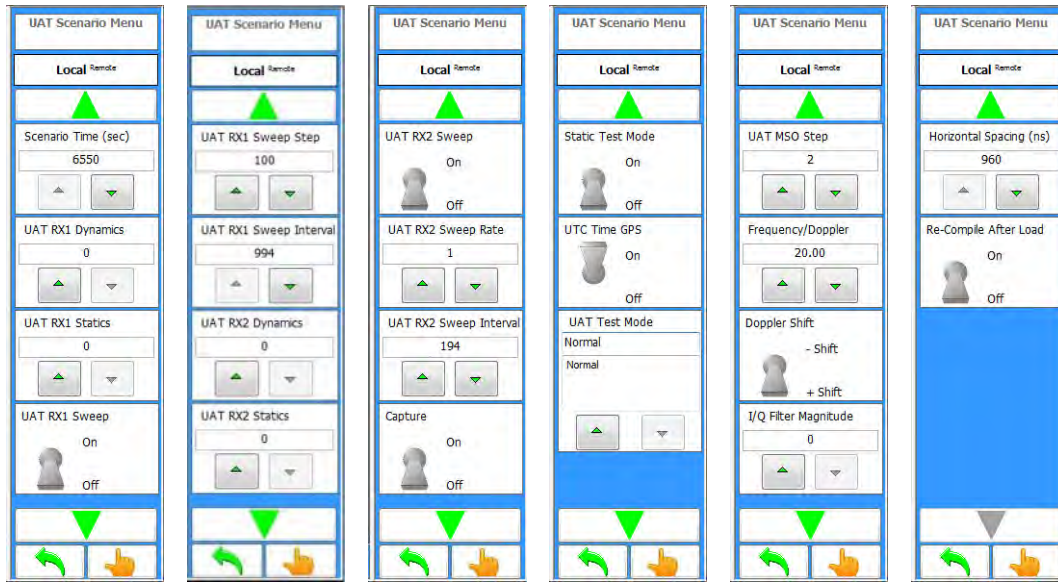 UAT Scenario Menu
Local Remote
Scenario Time (sec)
6550
UAT RX1 Dynamics
0
UAT RX1 Statics
0
UAT RX1 Sweep
On
Off
UAT Scenario Menu
Local Remote
UAT RX1 Sweep Step
100
UAT RX1 Sweep Interval
994
UAT RX2 Dynamics
0
UAT RX2 Statics
0
UAT Scenario Menu
Local Remote
UAT RX2 Sweep
On
Off
UAT RX2 Sweep Rate
1
UAT RX2 Sweep Interval
194
Capture
On
Off
UAT Scenario Menu
Local Remote
Static Test Mode
On
Off
UTC Time GPS
On
Off
UAT Test Mode
Normal
Normal
UAT Scenario Menu
Local Remote
UAT MSO Step
2
Frequency/Doppler
20.00
Doppler Shift
- Shift
+ Shift
I/Q Filter Magnitude
0
UAT Scenario Menu
Local Remote
Horizontal Spacing (ns)
960
Re-Compile After Load
On
Off